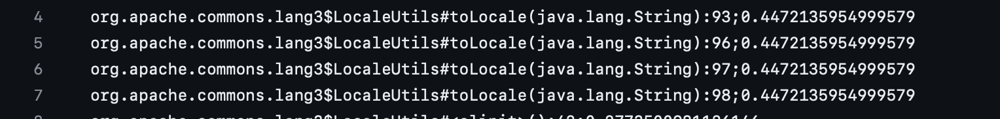 4 org.apache.commons.lang3$LocaleUtils#toLocale(java.lang.String):93;0.4472135954999579
5 org.apache.commons.lang3$LocaleUtils#toLocale(java.lang.String):96;0.4472135954999579
6 org.apache.commons.lang3$LocaleUtils#toLocale(java.lang.String):97;0.4472135954999579
7 org.apache.commons.lang3$LocaleUtils#toLocale(java.lang.String):98;0.4472135954999579